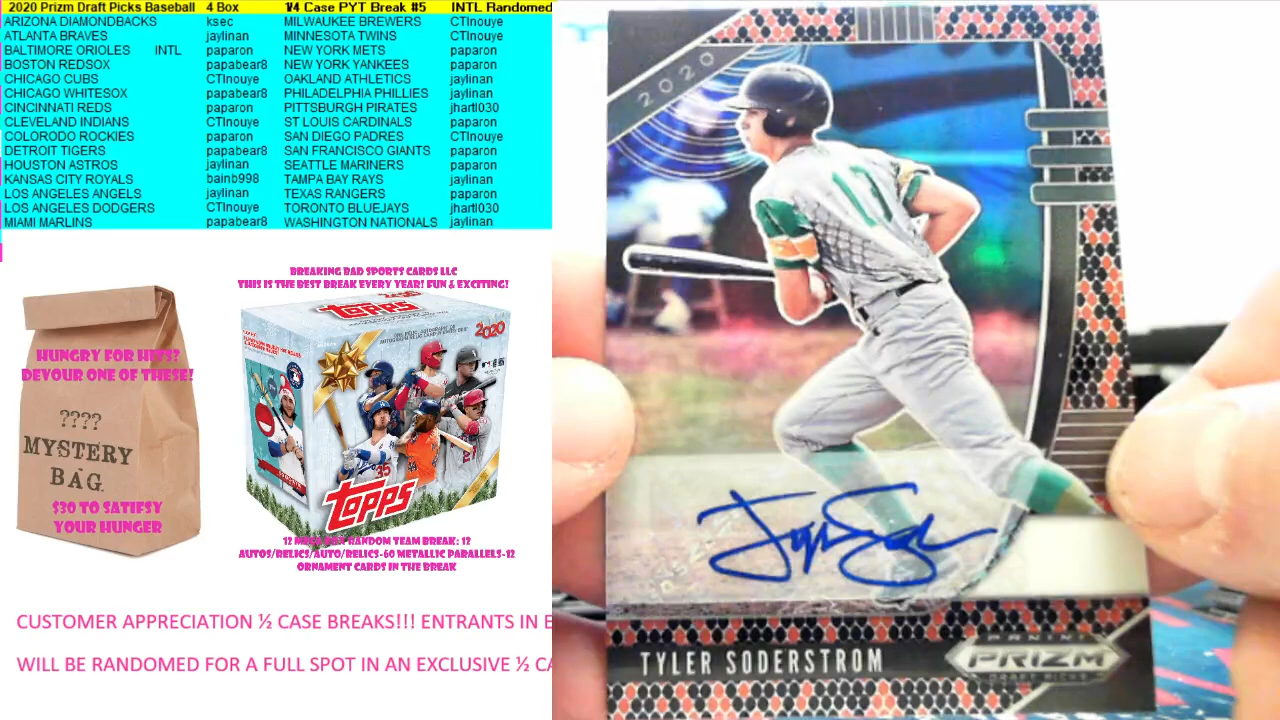 2020 Prizm Draft Picks Baseball 4 Box 1/4 Case PYT Break #5 INTL Randomed
ARIZONA DIAMONDBACKS ksec MILWAUKEE BREWERS CTInouye
ATLANTA BRAVES jaylinan MINNESOTA TWINS CTInouye
BALTIMORE ORIOLES INTL paparon NEW YORK METS paparon
BOSTON REDSOX papabear8 NEW YORK YANKEES paparon
CHICAGO CUBS CTInouye OAKLAND ATHLETICS jaylinan
CHICAGO WHITESOX papabear8 PHILADELPHIA PHILLIES jaylinan
CINCINNATI REDS paparon PITTSBURGH PIRATES jhartl030
CLEVELAND INDIANS CTInouye ST LOUIS CARDINALS paparon
COLORODO ROCKIES paparon SAN DIEGO PADRES CTInouye
DETROIT TIGERS papabear8 SAN FRANCISCO GIANTS paparon
HOUSTON ASTROS jaylinan SEATTLE MARINERS paparon
KANSAS CITY ROYALS bainb998 TAMPA BAY RAYS jaylinan
LOS ANGELES ANGELS jaylinan TEXAS RANGERS paparon
LOS ANGELES DODGERS CTInouye TORONTO BLUEJAYS jhartl030
MIAMI MARLINS papabear8 WASHINGTON NATIONALS jaylinan
BREAKING BAD SPORTS CARDS LLC
THIS IS THE BEST BREAK EVERY YEAR! FUN & EXCITING!
HUNGRY FOR HITS?
DEVOUR ONE OF THESE!
????
MYSTERY
BAG.
$30 TO SATIFSY
YOUR HUNGER
TOPPS
2020
35
TOPPS
12 MEGA BOX RANDOM TEAM BREAK: 12
AUTOS/RELICS/AUTO/RELICS-60 METALLIC PARALLELS-12
ORNAMENT CARDS IN THE BREAK
CUSTOMER APPRECIATION ½ CASE BREAKS!!! ENTRANTS IN
WILL BE RANDOMED FOR A FULL SPOT IN AN EXCLUSIVE ½
2020
TYLER SODERSTROM
PANINI
PRIZM
DRAFT PICKS